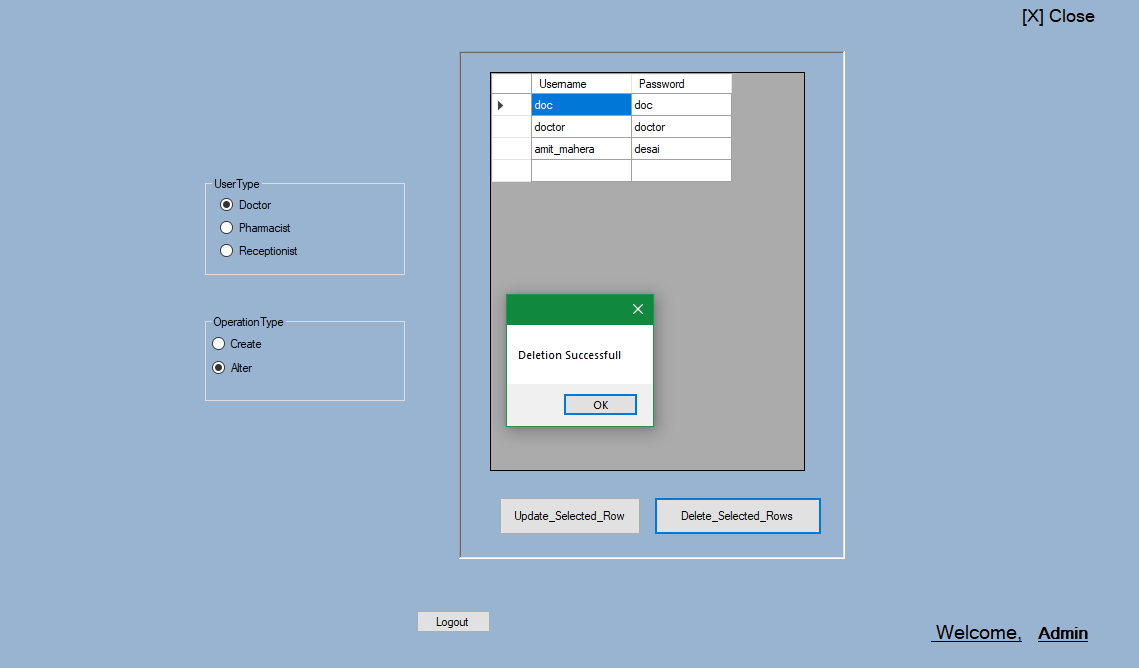 [X] Close
Username Password
doc doc
doctor doctor
amit_mahera desai
UserType
Doctor
Pharmacist
Receptionist
OperationType
Create
Alter
Deletion Successfull
OK
Update_Selected_Row Delete_Selected_Rows
Logout
Welcome, Admin